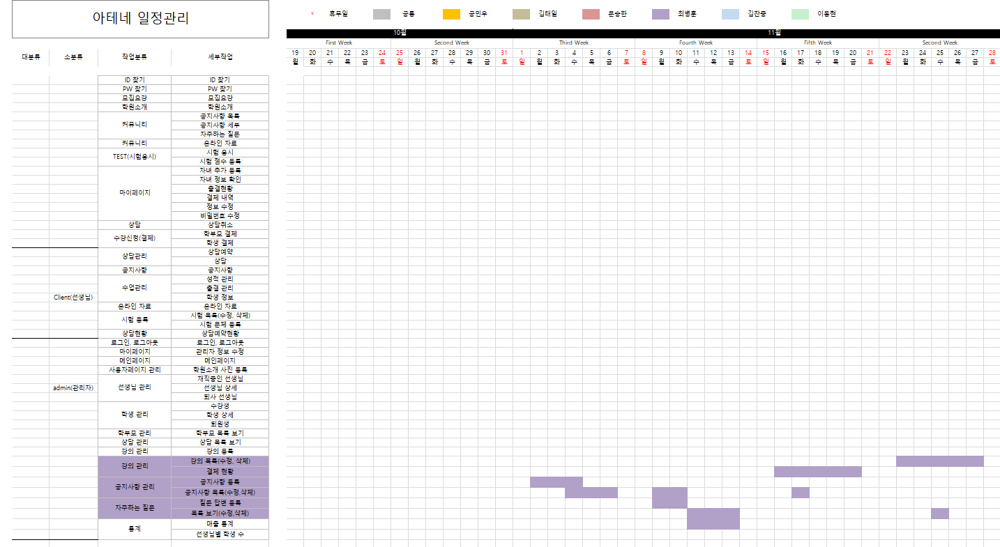 아테네 일정관리
* 휴무일 공통 공민우 김태일 문승한 최병훈 김찬중 이동현
10월 11월
First Week Second Week Third Week Fourth Week Fifth Week Second Week
대분류 소분류 작업분류 세부작업
19 20 21 22 23 24 25 26 27 28 29 30 31 1 2 3 4 5 6 7 8 9 10 11 12 13 14 15 16 17 18 19 20 21 22 23 24 25 26 27 28
월 화 수 목 금 토 일 월 화 수 목 금 토 일 월 화 수 목 금 토 일 월 화 수 목 금 토 일 월 화 수 목 금 토 일 월 화 수 목 금 토
ID 찾기 ID 찾기
PW 찾기 PW 찾기
모집요강 모집요강
학원소개 학원소개
공지사항 목록
커뮤니티 공지사항 세부
자주하는 질문
커뮤니티 온라인 자료
TEST(시험응시) 시험 응시
시험 점수 등록
자녀 추가 등록
자녀 정보 확인
마이페이지 출결현황
결제 내역
정보 수정
비밀번호 수정
상담 상담취소
수강신청(결제) 학부모 결제
학생 결제
상담관리 상담예약
상담
공지사항 공지사항
성적 관리
수업관리 출결 관리
Client(선생님) 학생 정보
온라인 자료 온라인 자료
시험 등록 시험 목록(수정, 삭제)
시험 문제 등록
상담현황 상담예약현황
로그인, 로그아웃 로그인, 로그아웃
마이페이지 관리자 정보 수정
메인페이지 메인페이지
사용자페이지 관리 학원소개 사진 등록
재직중인 선생님
admin(관리자) 선생님 관리 선생님 상세
퇴사 선생님
수강생
학생 관리 학생 상세
퇴원생
학부모 관리 학부모 목록 보기
상담 관리 상담 목록 보기
강의 관리 강의 등록
강의 관리 강의 목록(수정, 삭제)
결제 현황
공지사항 관리 공지사항 등록
공지사항 목록(수정,삭제)
자주하는 질문 질문 답변 등록
목록 보기(수정,삭제)
통계 매출 통계
선생님별 학생 수